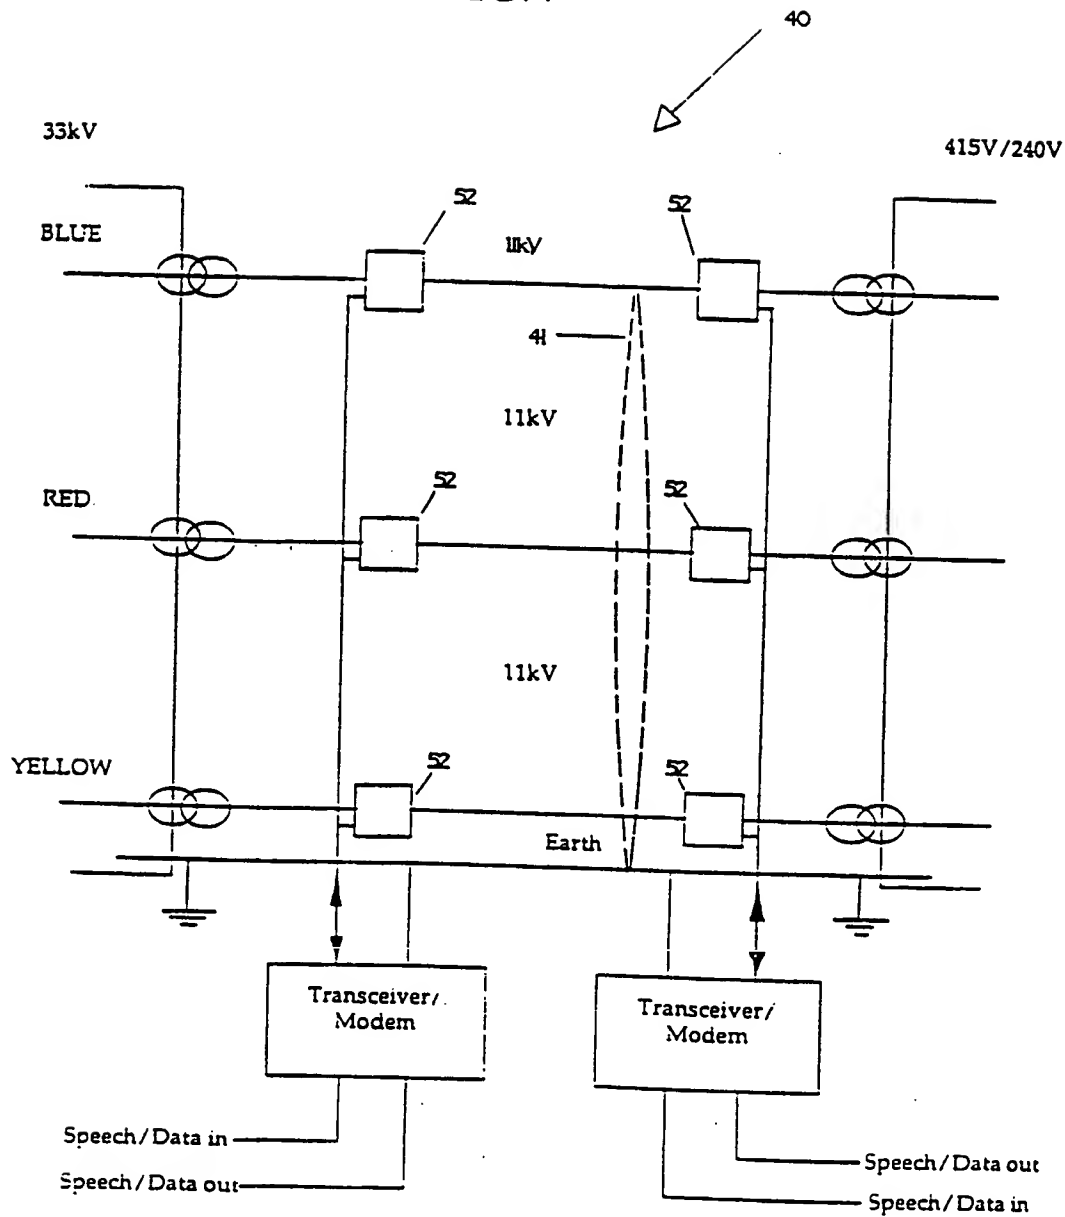 40
33kV
415V/240V
52
52
BLUE
11kV
41
11kV
RED
52
52
11kV
YELLOW
52
52
Earth
Transceiver/
Modem
Transceiver/
Modem
Speech/Data in
Speech/Data out
Speech/Data out
Speech/Data in